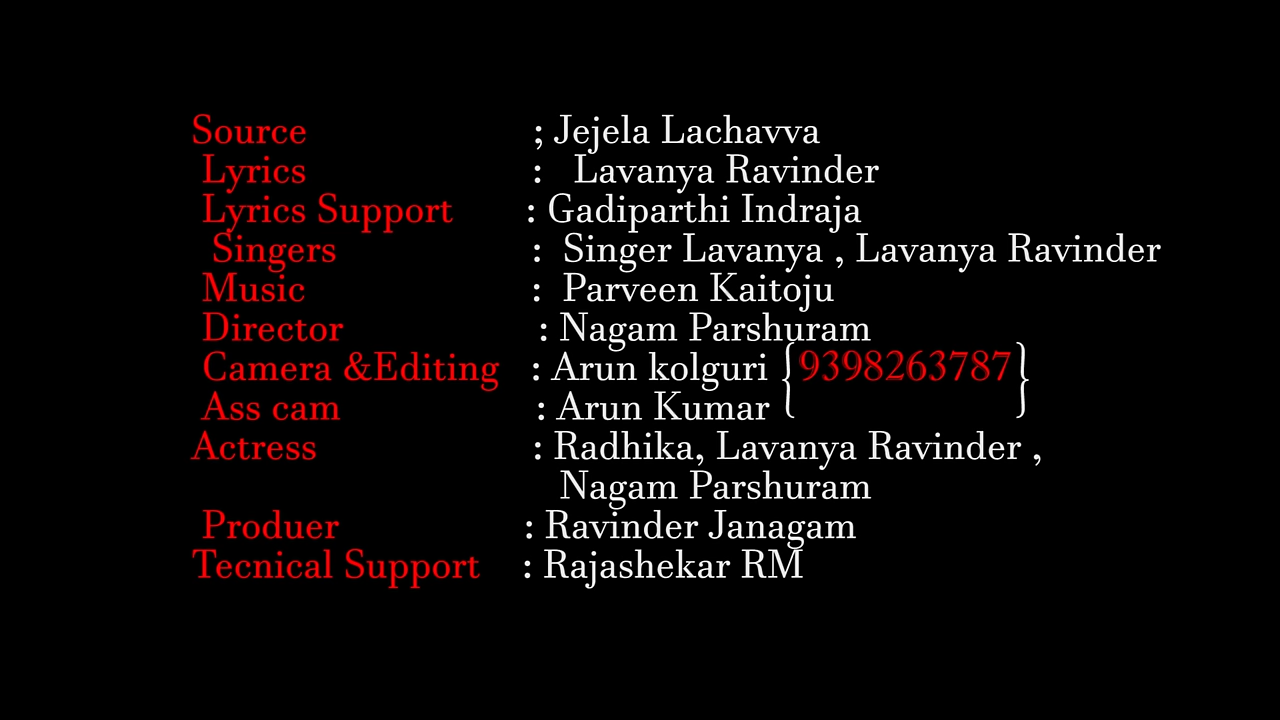 Source ; Jejela Lachavva
Lyrics : Lavanya Ravinder
Lyrics Support : Gadiparthi Indraja
Singers : Singer Lavanya , Lavanya Ravinder
Music : Parveen Kaitoju
Director : Nagam Parshuram
Camera &Editing : Arun kolguri {9398263787}
Ass cam : Arun Kumar
Actress : Radhika, Lavanya Ravinder ,
Nagam Parshuram
Produer : Ravinder Janagam
Tecnical Support : Rajashekar RM